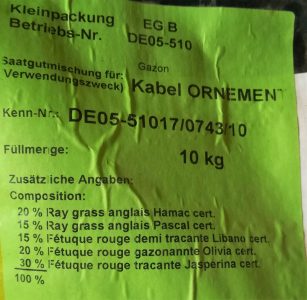 Kleinpackung EG B
Betriebs-Nr. DE05-510
Saatgutmischung für: Gazon
Verwendungszweck) Kabel ORNEMENT
Kenn-Nr.: DE05-51017/0743/10
Füllmenge: 10 kg
Zusätzliche Angaben:
Composition:
20 % Ray grass anglais Hamac cert.
15 % Ray grass anglais Pascal cert.
15 % Fétuque rouge demi tracante Libano cert.
20 % Fétuque rouge gazonannte Olivia cert.
30 % Fétuque rouge tracante Jasperina cert.
100 %